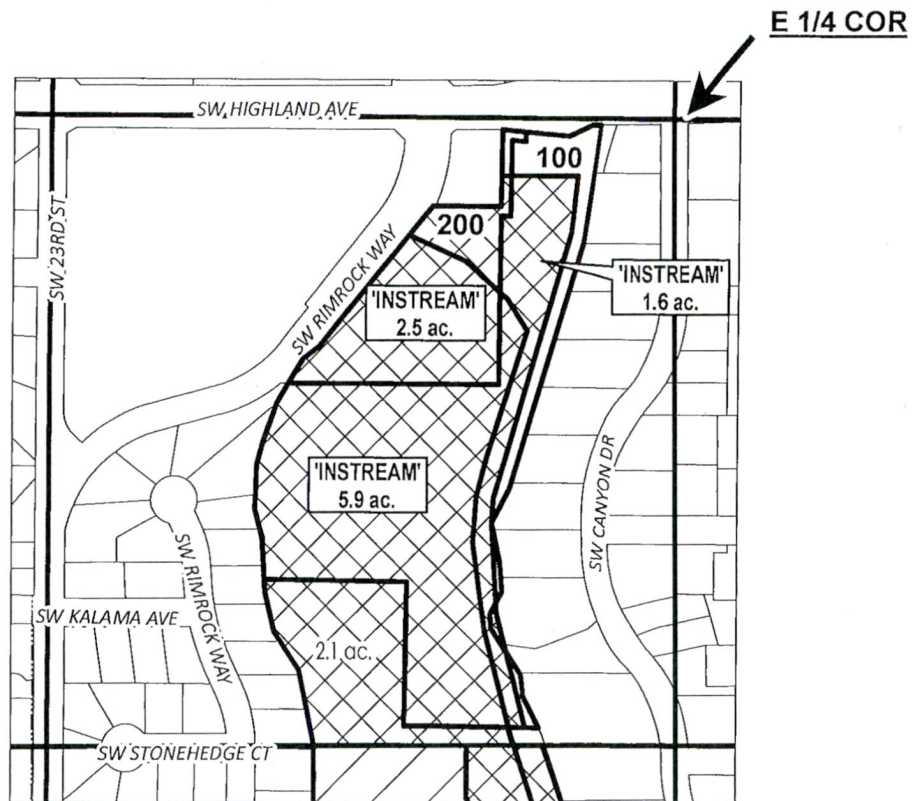 E 1/4 COR
SW HIGHLAND AVE
100
200
SW 23RD ST
SW RIMROCK WAY
'INSTREAM'
1.6 ac.
'INSTREAM'
2.5 ac.
'INSTREAM'
5.9 ac.
SW CANYON DR
SW RIMROCK WAY
SW KALAMA AVE
2.1 ac.
SW STONEHEDGE CT